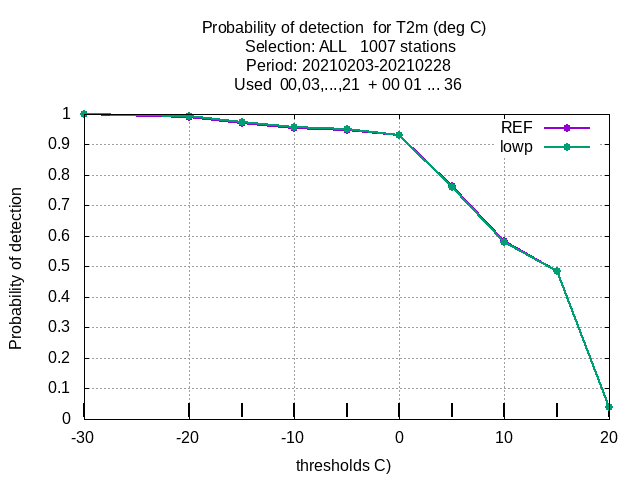 Probability of detection  for T2m (deg C)
Selection: ALL   1007 stations
Period: 20210203-20210228
Used  00,03,...,21  + 00 01 ... 36
REF
lowp
1
0.9
0.8
0.7
0.6
0.5
0.4
0.3
0.2
0.1
0
Probability of detection
-30
-20
-10
0
10
20
thresholds C)